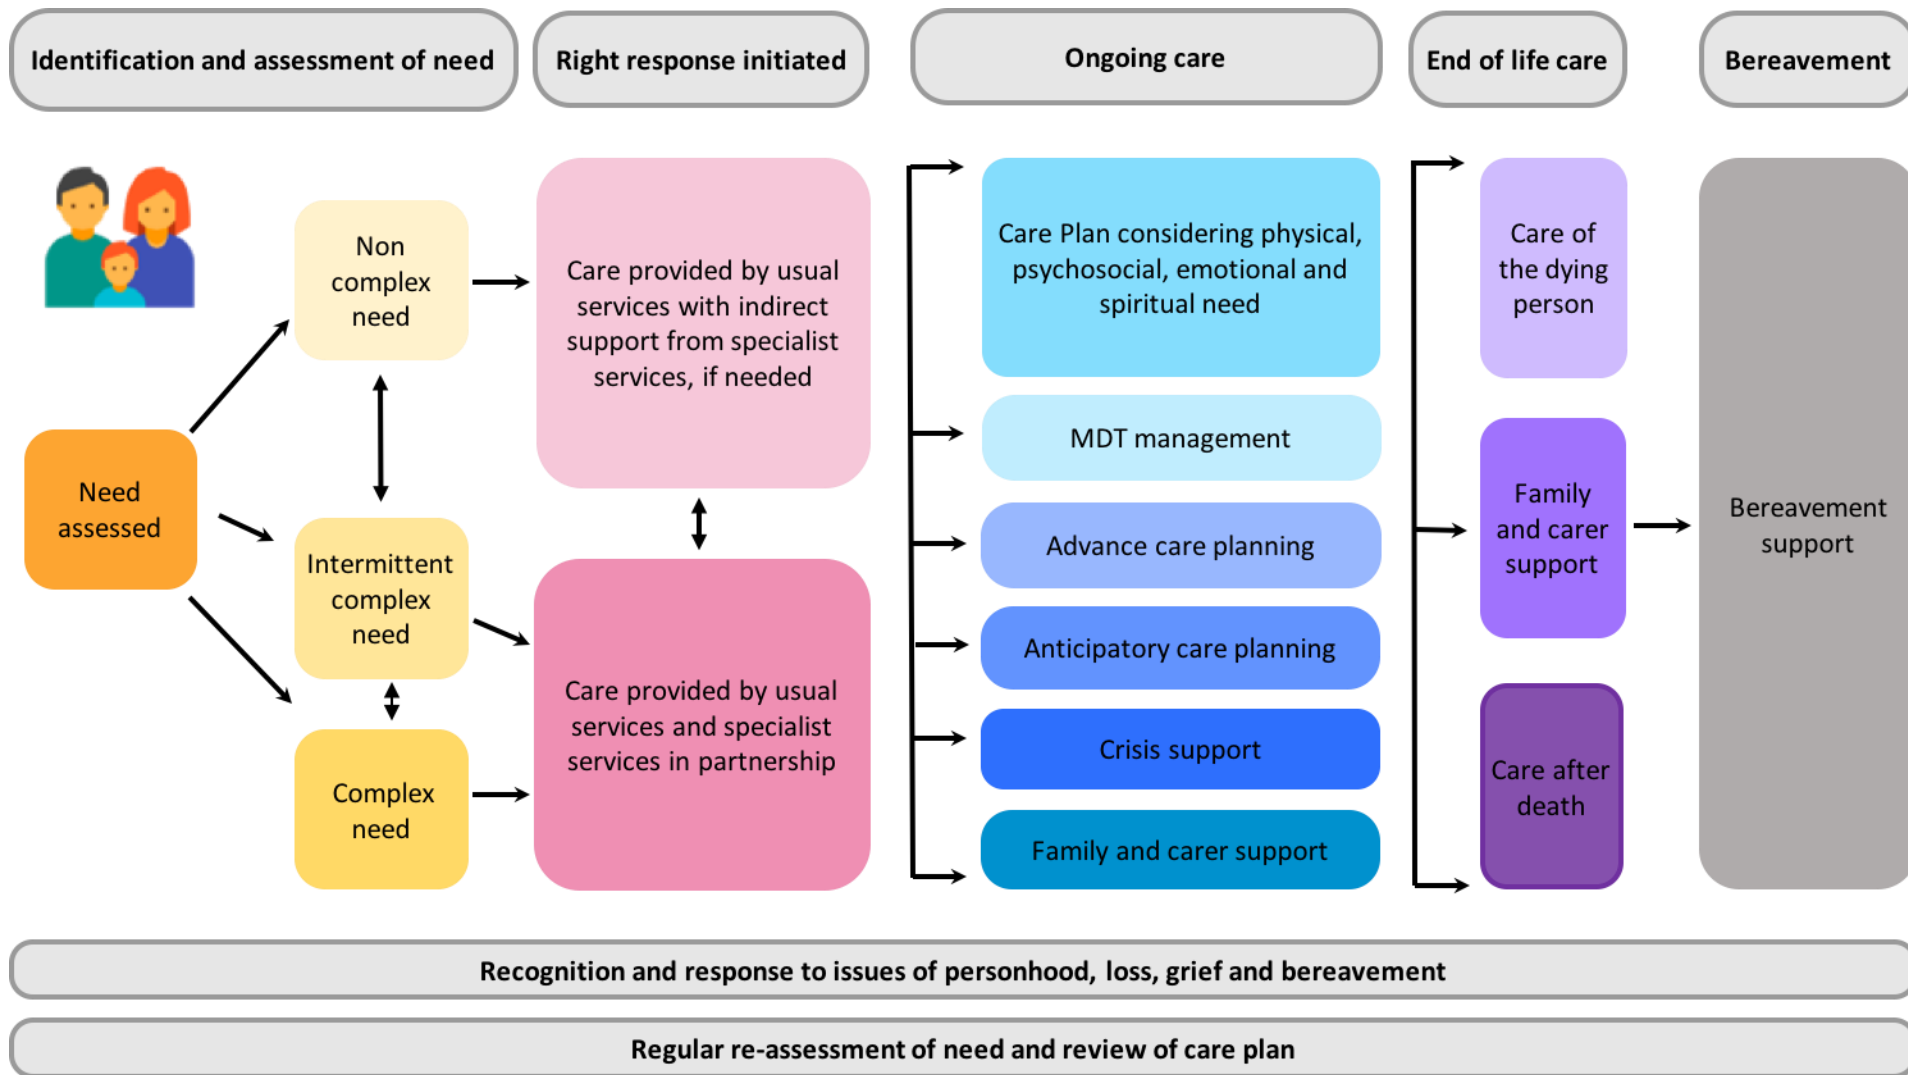 Identification and assessment of need
Right response initiated
Ongoing care
End of life care
Bereavement
Need
assessed
Non
complex
need
Intermittent
complex
need
Complex
need
Care provided by usual
services with indirect
support from specialist
services, if needed
Care provided by usual
services and specialist
services in partnership
Care Plan considering physical,
psychosocial, emotional and
spiritual need
MDT management
Advance care planning
Anticipatory care planning
Crisis support
Family and carer support
Care of
the dying
person
Family
and carer
support
Care after
death
Bereavement
support
Recognition and response to issues of personhood, loss, grief and bereavement
Regular re-assessment of need and review of care plan